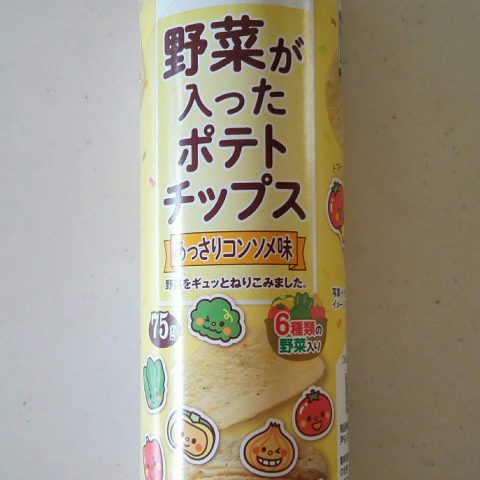 野菜が
入った
ポテト
チップス
あっさりコンソメ味
野菜をギュッとねりこみました。
75g
6種類の
野菜入り